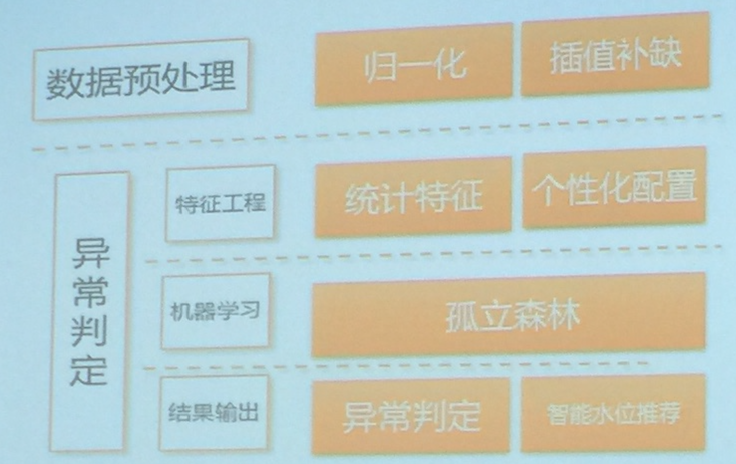 数据预处理
归一化
插值补缺
异常判定
特征工程
统计特征
个性化配置
机器学习
孤立森林
结果输出
异常判定
智能水位推荐